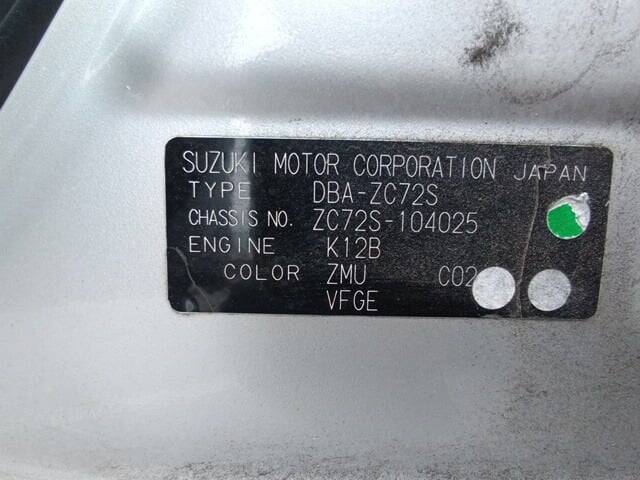 SUZUKI MOTOR CORPORATION JAPAN
TYPE DBA-ZC72S
CHASSIS NO. ZC72S-104025
ENGINE K12B
COLOR ZMU C02
VFGE